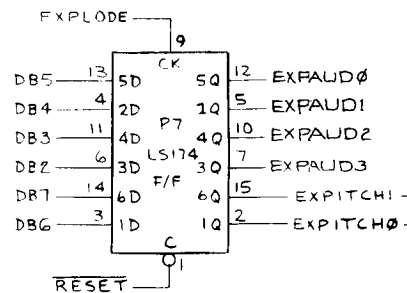 EXPLODE
9
CK
DB5 13 5D 5Q 12 EXPAUDØ
DB4 4 2D 1Q 5 EXPAUD1
P7
DB3 11 4D 4Q 10 EXPAUD2
DB2 6 3D LS174 3Q 7 EXPAUD3
F/F
DB7 14 6D 6Q 15 EXPITCH1
DB6 3 1D 1Q 2 EXPITCHØ
C
1
RESET